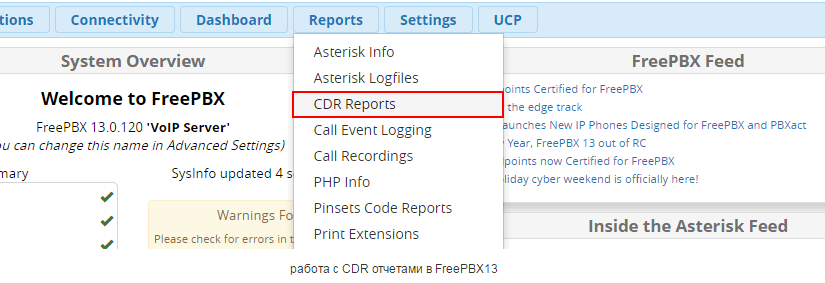 tions Connectivity Dashboard Reports Settings UCP
System Overview
Welcome to FreePBX
FreePBX 13.0.120 'VoIP Server'
ou can change this name in Advanced Settings)
mary SysInfo updated 4 se
Warnings Fo
Please check for errors in t
Asterisk Info
Asterisk Logfiles
CDR Reports
Call Event Logging
Call Recordings
PHP Info
Pinsets Code Reports
Print Extensions
FreePBX Feed
points Certified for FreePBX
the edge track
aunches New IP Phones Designed for FreePBX and PBXact
Year, FreePBX 13 out of RC
dpoints now Certified for FreePBX
liday cyber weekend is officially here!
Inside the Asterisk Feed
работа с CDR отчетами в FreePBX13